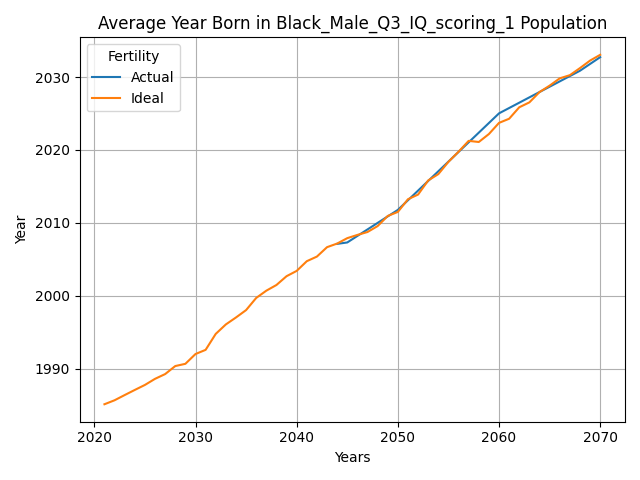 Average Year Born in Black_Male_Q3_IQ_scoring_1 Population
Fertility
Actual
Ideal
Year
2030
2020
2010
2000
1990
2020 2030 2040 2050 2060 2070
Years